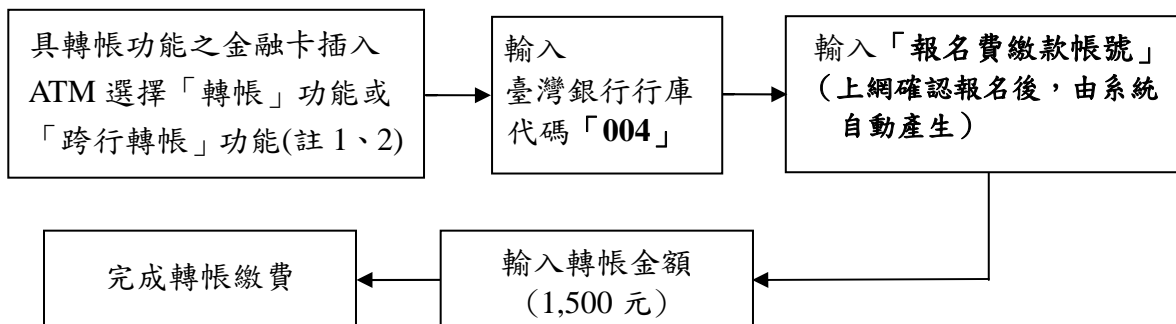 具轉帳功能之金融卡插入
ATM 選擇「轉帳」功能或
「跨行轉帳」功能(註 1、2)
輸入
臺灣銀行行庫
代碼「004」
輸入「報名費繳款帳號」
（上網確認報名後，由系統
自動產生）
輸入轉帳金額
（1,500 元）
完成轉帳繳費